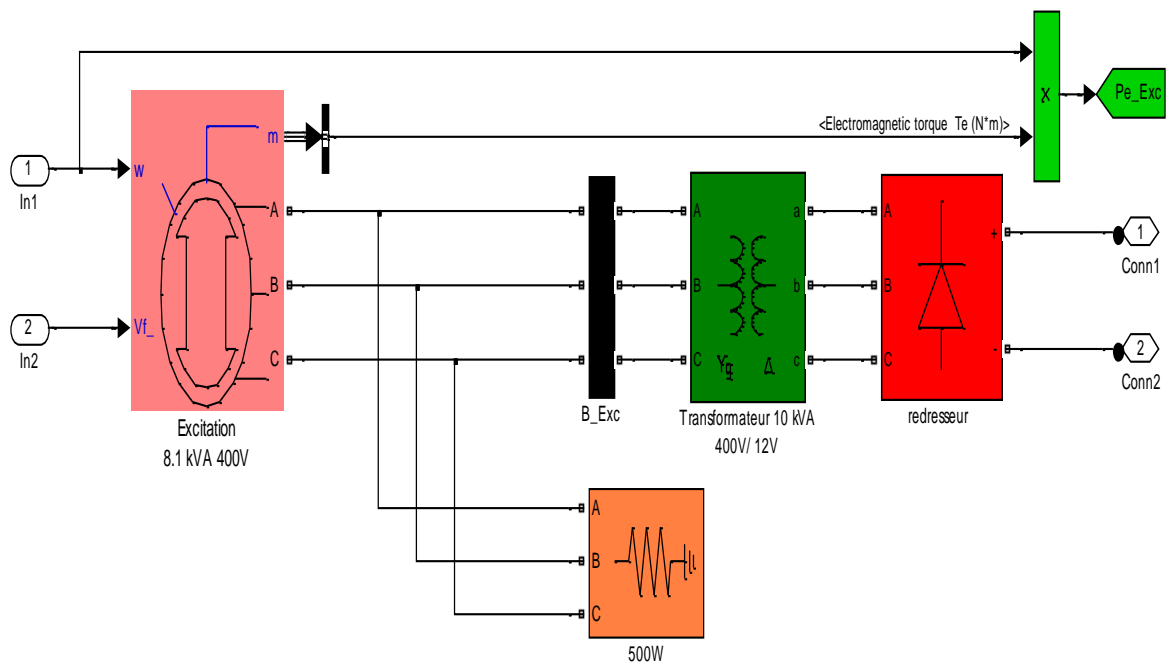 X
Pe_Exc
<Electromagnetic torque Te (N*m)>
m
1
In1
w
A
B
C
2
In2
Vf_
Excitation
8.1 kVA 400V
B_Exc
A
B
C
a
b
c
Yg
Δ
Transformateur 10 kVA
400V/ 12V
A
B
C
+
-
redresseur
1
Conn1
2
Conn2
A
B
C
500W